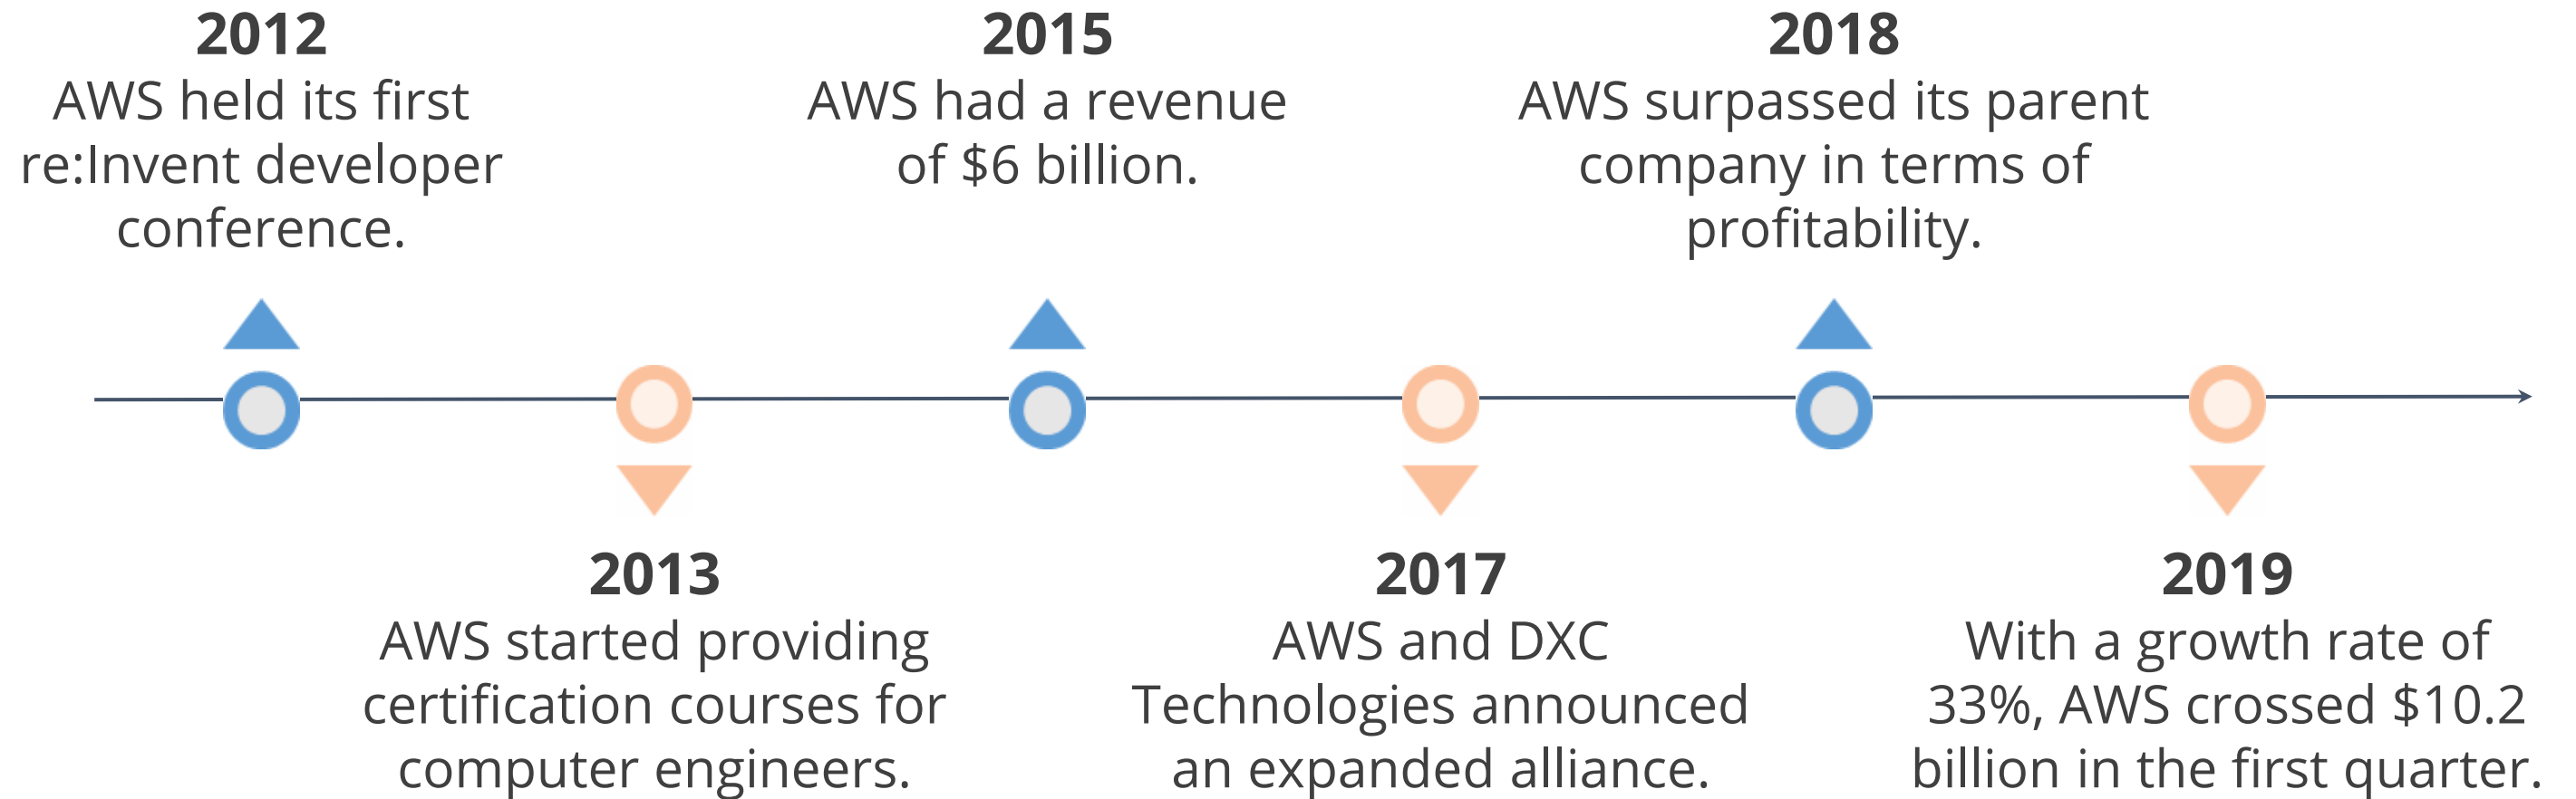 2012
AWS held its first
re:Invent developer
conference.
2015
AWS had a revenue
of $6 billion.
2018
AWS surpassed its parent
company in terms of
profitability.
2013
AWS started providing
certification courses for
computer engineers.
2017
AWS and DXC
Technologies announced
an expanded alliance.
2019
With a growth rate of
33%, AWS crossed $10.2
billion in the first quarter.